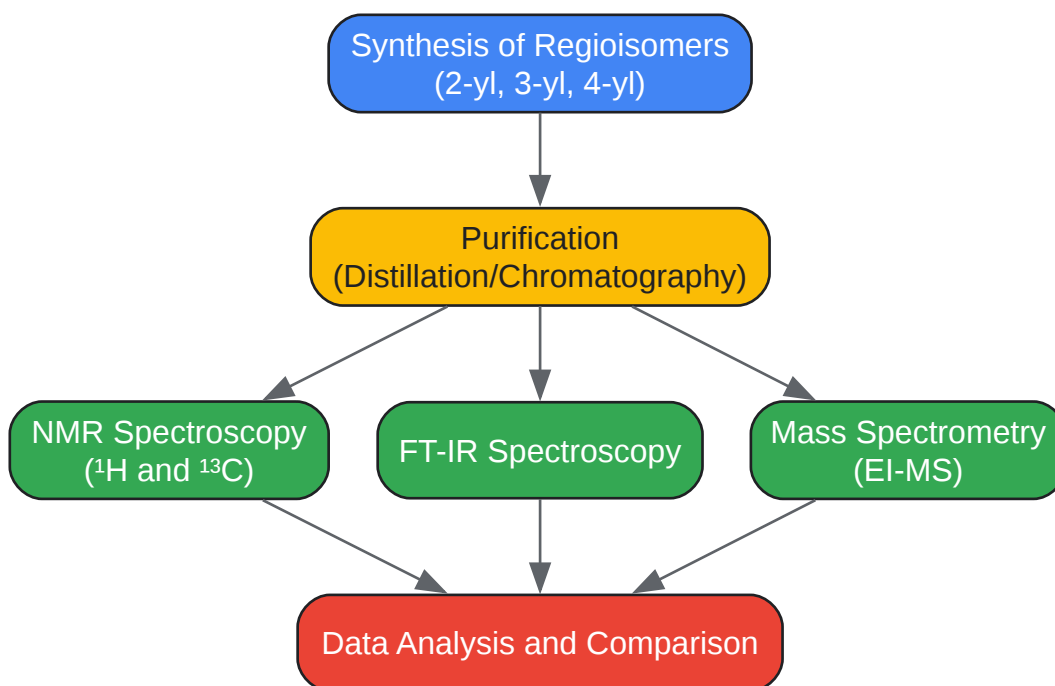 Synthesis of Regioisomers
(2-yl, 3-yl, 4-yl)
Purification
(Distillation/Chromatography)
NMR Spectroscopy
(¹H and ¹³C)
FT-IR Spectroscopy
Mass Spectrometry
(EI-MS)
Data Analysis and Comparison